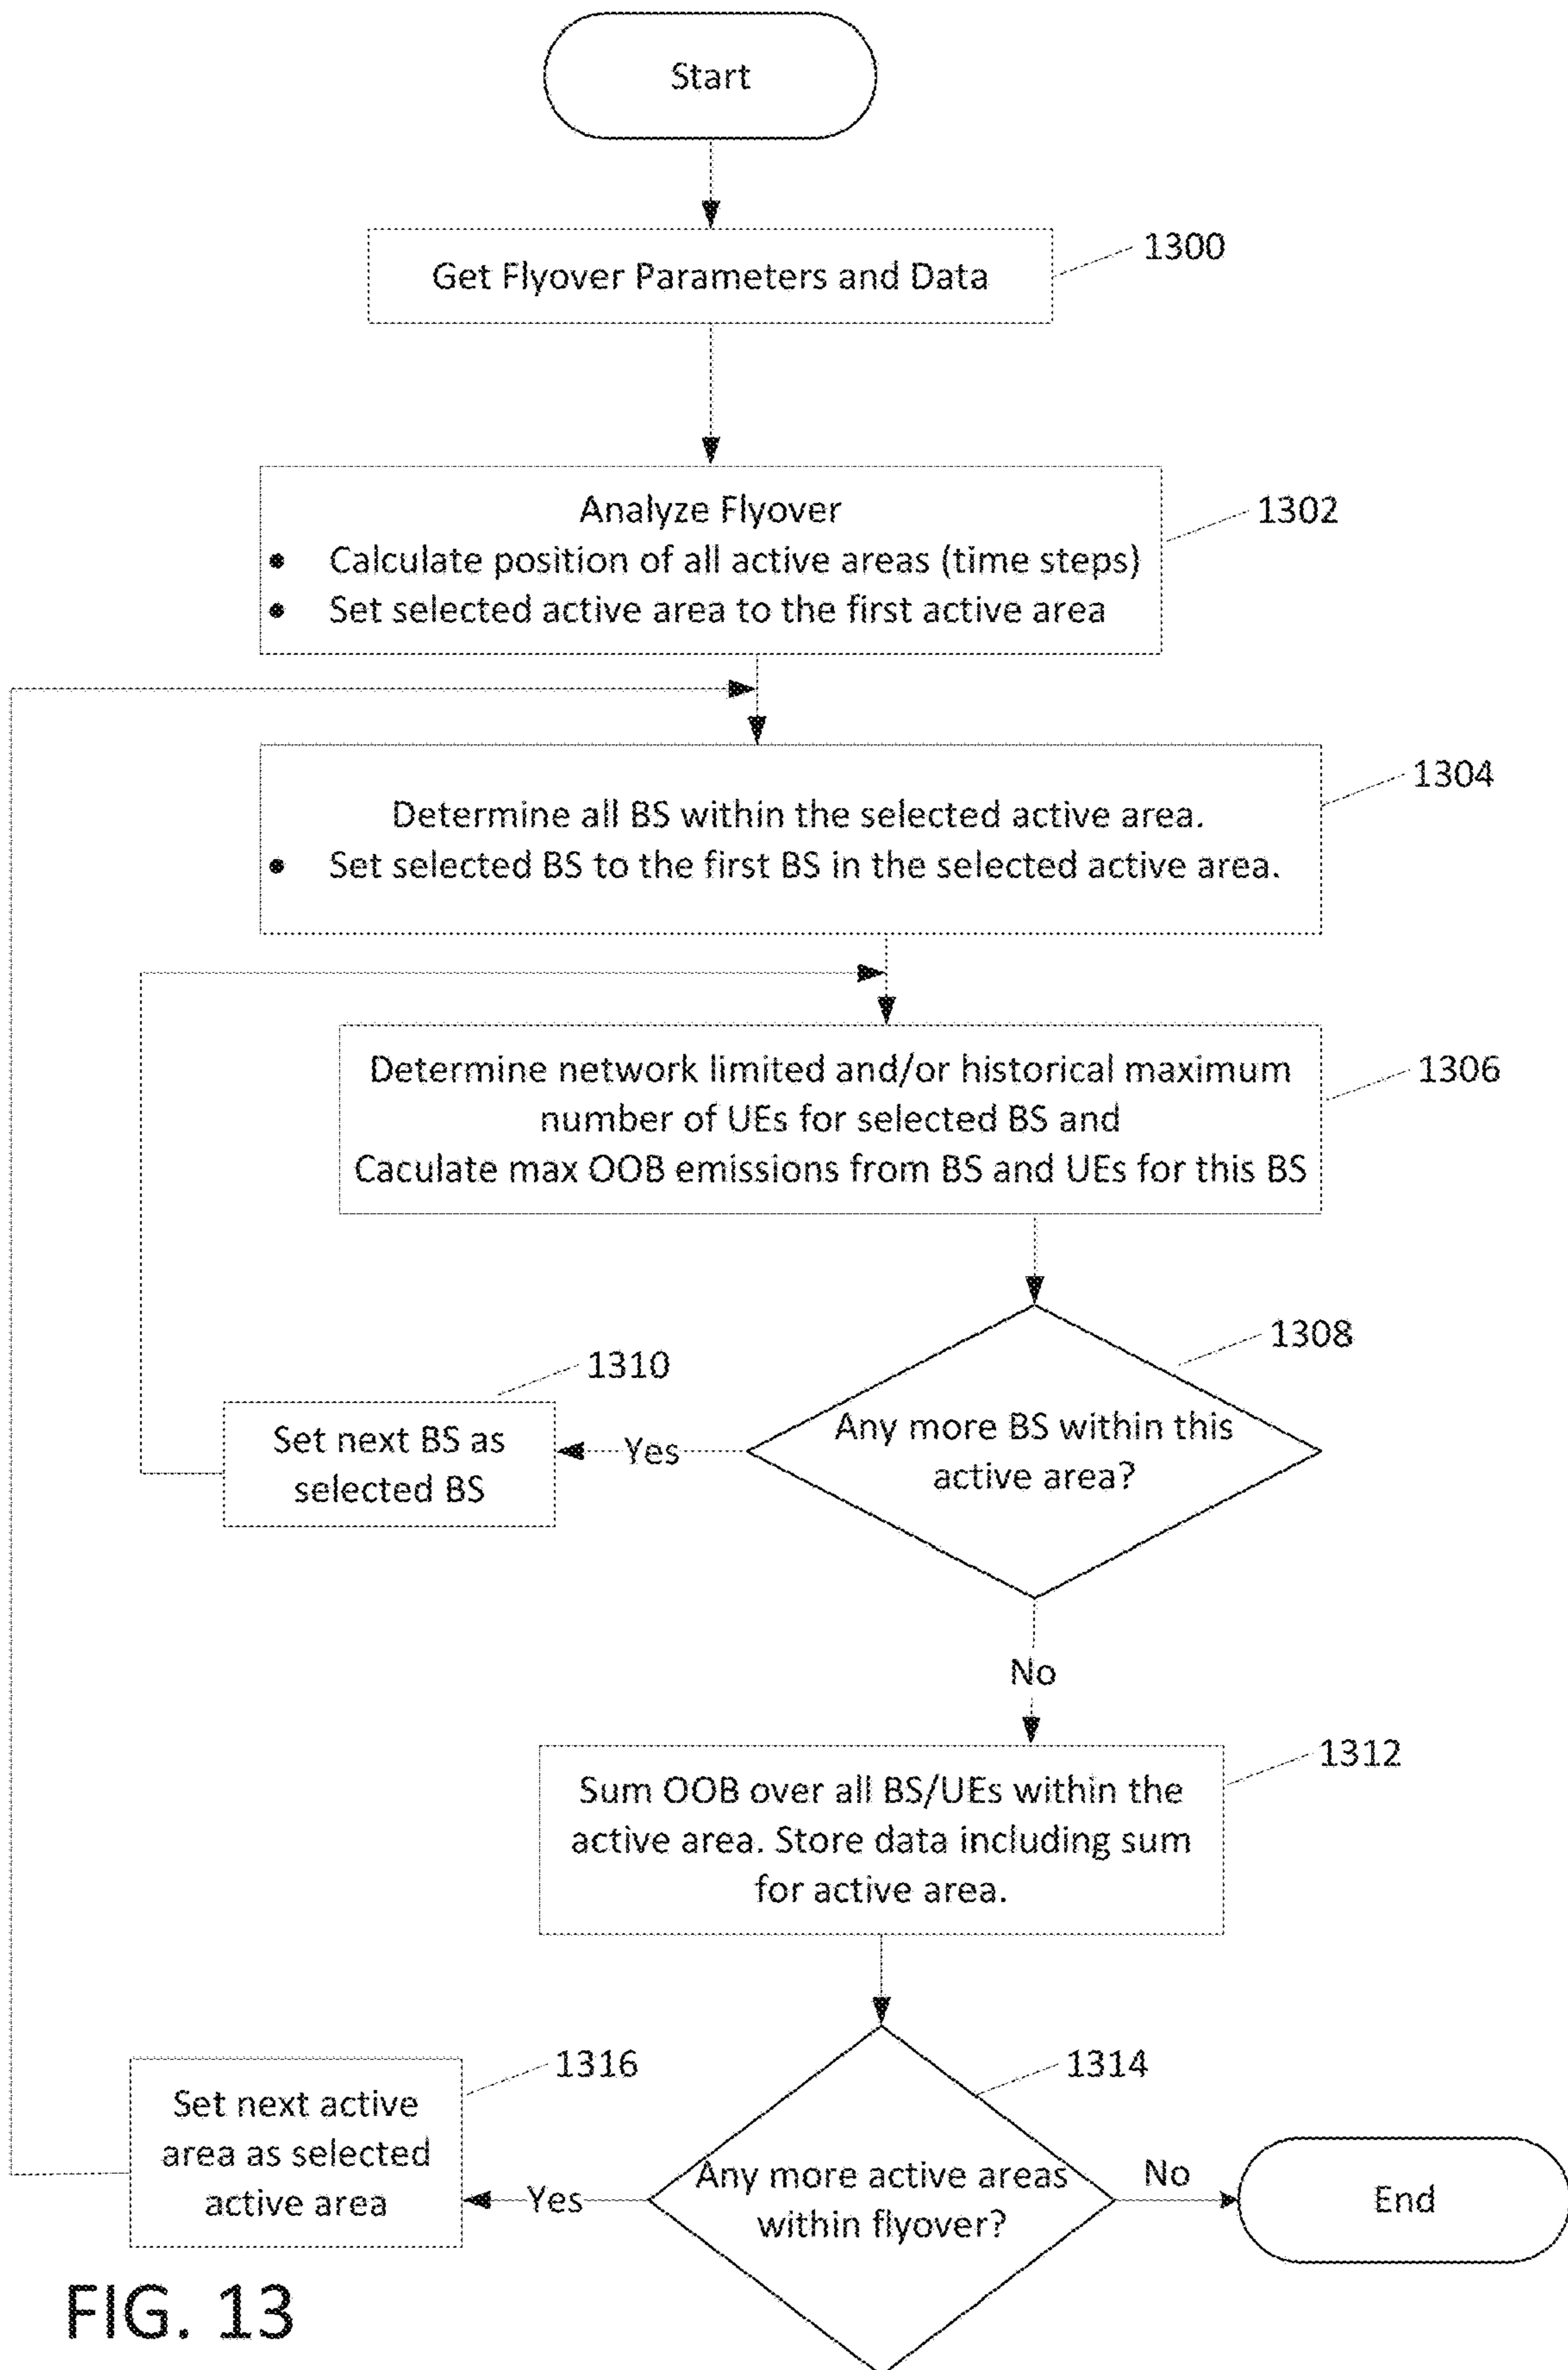 Start
Get Flyover Parameters and Data
1300
Analyze Flyover
• Calculate position of all active areas (time steps)
• Set selected active area to the first active area
1302
Determine all BS within the selected active area.
• Set selected BS to the first BS in the selected active area.
1304
Determine network limited and/or historical maximum
number of UEs for selected BS and
Caculate max OOB emissions from BS and UEs for this BS
1306
Any more BS within this
active area?
1308
Yes
Set next BS as
selected BS
1310
No
Sum OOB over all BS/UEs within the
active area. Store data including sum
for active area.
1312
Any more active areas
within flyover?
1314
Yes
Set next active
area as selected
active area
1316
No
End
FIG. 13